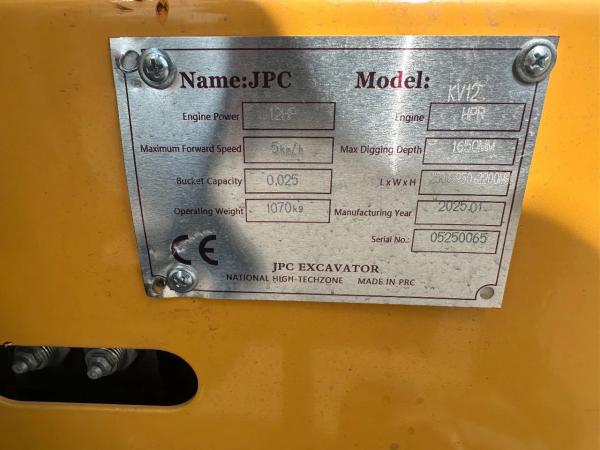 Name:JPC Model: KV12
Engine Power 12HP Engine HPR
Maximum Forward Speed 5km/h Max Digging Depth 1650MM
Bucket Capacity 0.025 L x W x H
Operating Weight 1070kg Manufacturing Year 2025.01
Serial No.: 05250065
CE
JPC EXCAVATOR
NATIONAL HIGH-TECHZONE MADE IN PRC